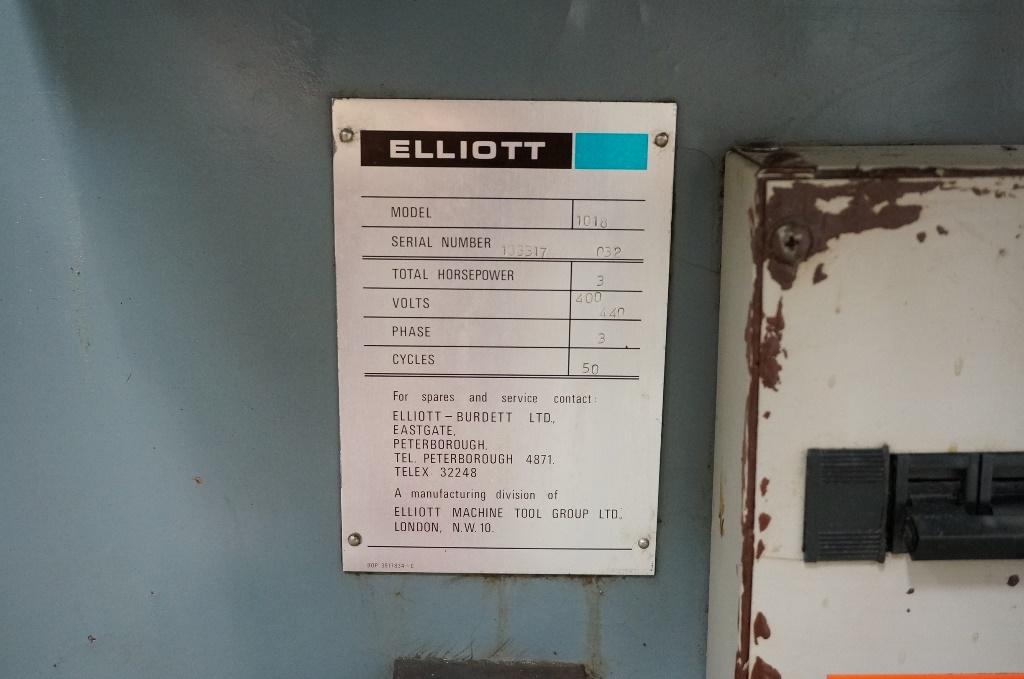 ELLIOTT
MODEL 1018
SERIAL NUMBER 133317 032
TOTAL HORSEPOWER 3
VOLTS 400 440
PHASE 3
CYCLES 50
For spares and service contact:
ELLIOTT – BURDETT LTD.,
EASTGATE,
PETERBOROUGH.
TEL. PETERBOROUGH 4871.
TELEX 32248
A manufacturing division of
ELLIOTT MACHINE TOOL GROUP LTD.,
LONDON, N.W. 10.